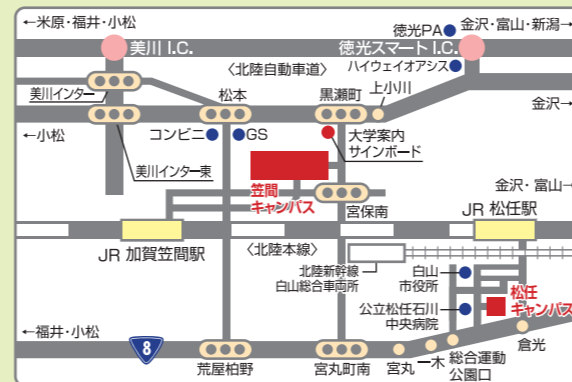 ←米原・福井・小松
徳光PA
金沢・富山・新潟→
美川 I.C.
徳光スマートI.C.
〈北陸自動車道〉
ハイウェイオアシス
美川インター
松本
黒瀬町
上小川
金沢→
←小松
コンビニ
GS
大学案内
サインボード
美川インター東
笠間
キャンパス
宮保南
金沢・富山→
JR 松任駅
JR 加賀笠間駅
〈北陸本線〉
北陸新幹線
白山総合車両所
白山
市役所
公立松任石川
中央病院
松任
キャンパス
←福井・小松
8
荒屋柏野
宮丸町南
宮丸
一木
総合運動
公園口
倉光